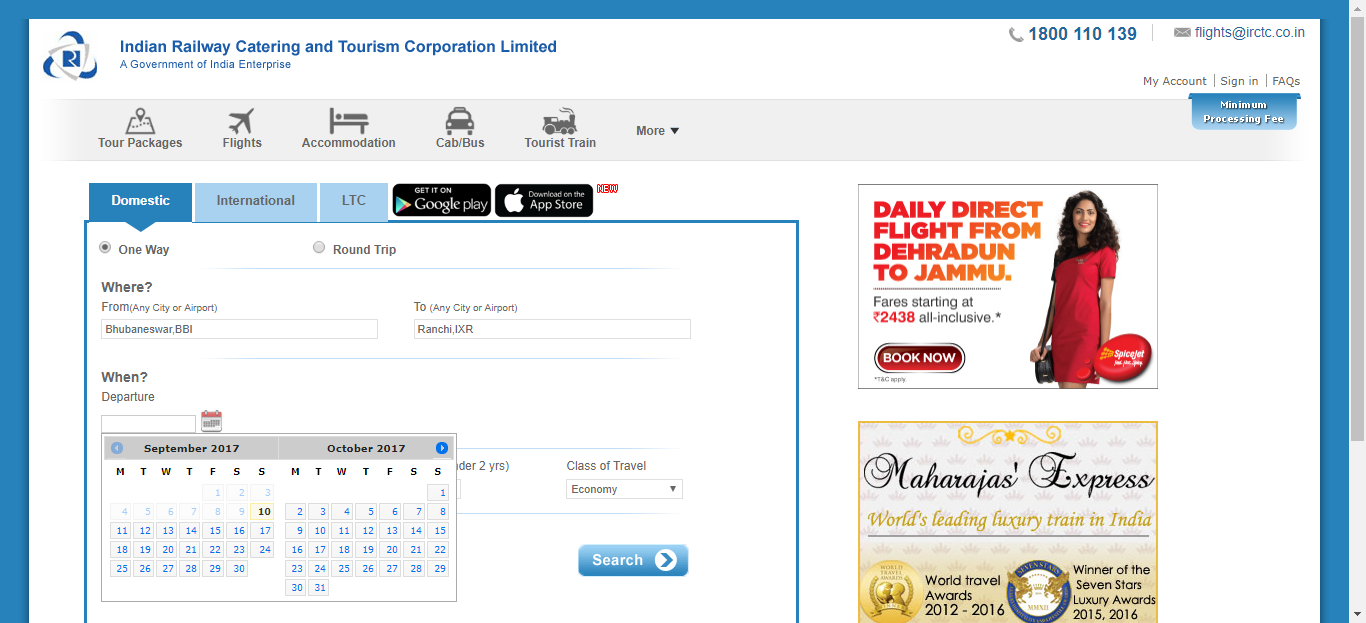 Indian Railway Catering and Tourism Corporation Limited
A Government of India Enterprise
1800 110 139
flights@irctc.co.in
My Account | Sign in | FAQs
Minimum
Processing Fee
Tour Packages Flights Accommodation Cab/Bus Tourist Train More
Domestic International LTC
GET IT ON
Google play
Download on the
App Store
NEW
One Way Round Trip
Where?
From(Any City or Airport) To (Any City or Airport)
Bhubaneswar,BBI Ranchi,IXR
When?
Departure
September 2017 October 2017
M T W T F S S M T W T F S S
1 2 3 1
4 5 6 7 8 9 10 2 3 4 5 6 7 8
11 12 13 14 15 16 17 9 10 11 12 13 14 15
18 19 20 21 22 23 24 16 17 18 19 20 21 22
25 26 27 28 29 30 23 24 25 26 27 28 29
30 31
der 2 yrs) Class of Travel
Economy
Search
DAILY DIRECT
FLIGHT FROM
DEHRADUN
TO JAMMU.
Fares starting at
₹2438 all-inclusive.*
BOOK NOW
*T&C apply.
SpiceJet
Maharajas' Express
World's leading luxury train in India
WORLD TRAVEL AWARDS
World travel
Awards
2012 - 2016
SEVEN STARS
MMXII
Winner of the
Seven Stars
Luxury Awards
2015, 2016